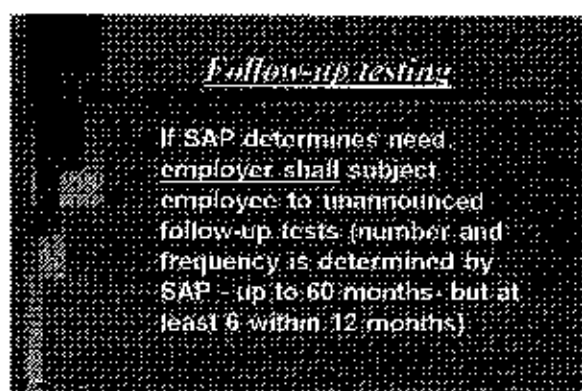 Follow-up testing
If SAP determines need,
employer shall subject
employee to unannounced
follow-up tests (number and
frequency is determined by
SAP - up to 60 months- but at
least 6 within 12 months)